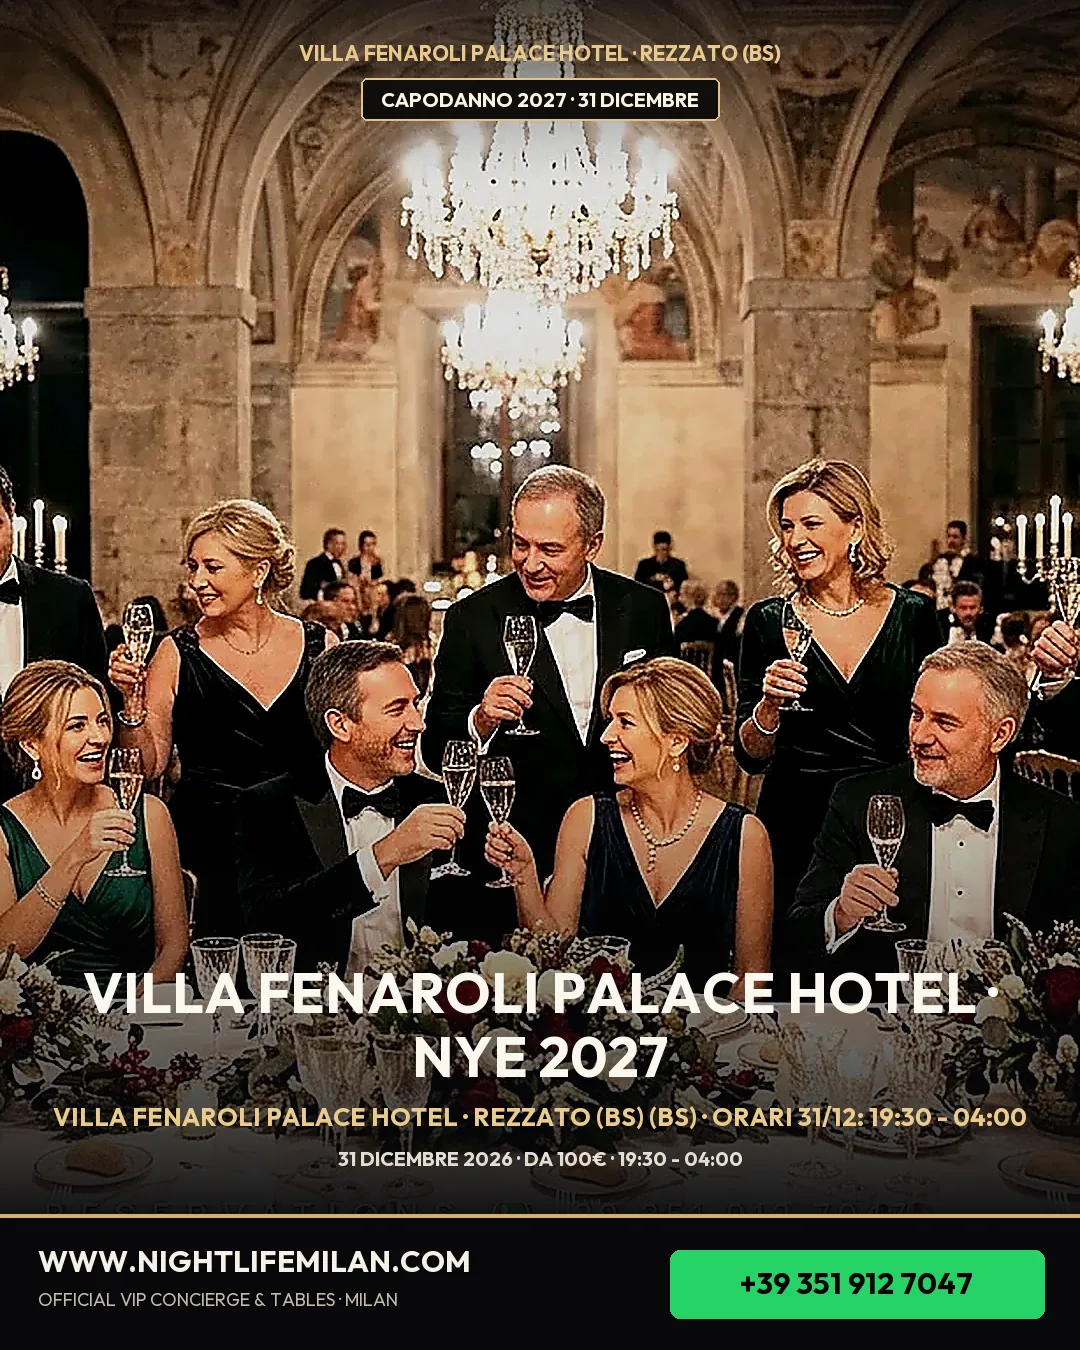 VILLA FENAROLI PALACE HOTEL · REZZATO (BS)
CAPODANNO 2027 · 31 DICEMBRE
VILLA FENAROLI PALACE HOTEL ·
NYE 2027
VILLA FENAROLI PALACE HOTEL · REZZATO (BS) (BS) · ORARI 31/12: 19:30 - 04:00
31 DICEMBRE 2026 · DA 100€ · 19:30 - 04:00
WWW.NIGHTLIFEMILAN.COM
+39 351 912 7047
OFFICIAL VIP CONCIERGE & TABLES · MILAN